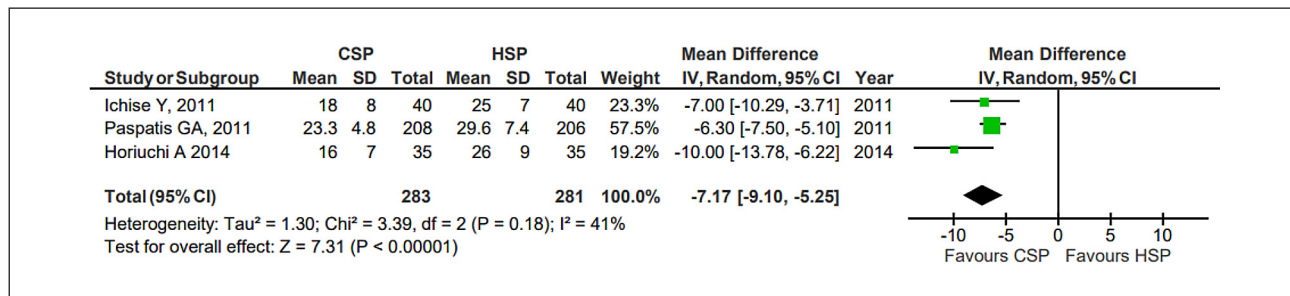 CSP HSP Mean Difference Mean Difference
Study or Subgroup Mean SD Total Mean SD Total Weight IV, Random, 95% CI Year IV, Random, 95% CI
Ichise Y, 2011 18 8 40 25 7 40 23.3% -7.00 [-10.29, -3.71] 2011
Paspatis GA, 2011 23.3 4.8 208 29.6 7.4 206 57.5% -6.30 [-7.50, -5.10] 2011
Horiuchi A 2014 16 7 35 26 9 35 19.2% -10.00 [-13.78, -6.22] 2014
Total (95% CI) 283 281 100.0% -7.17 [-9.10, -5.25]
Heterogeneity: Tau² = 1.30; Chi² = 3.39, df = 2 (P = 0.18); I² = 41%
Test for overall effect: Z = 7.31 (P < 0.00001)
-10 -5 0 5 10
Favours CSP Favours HSP